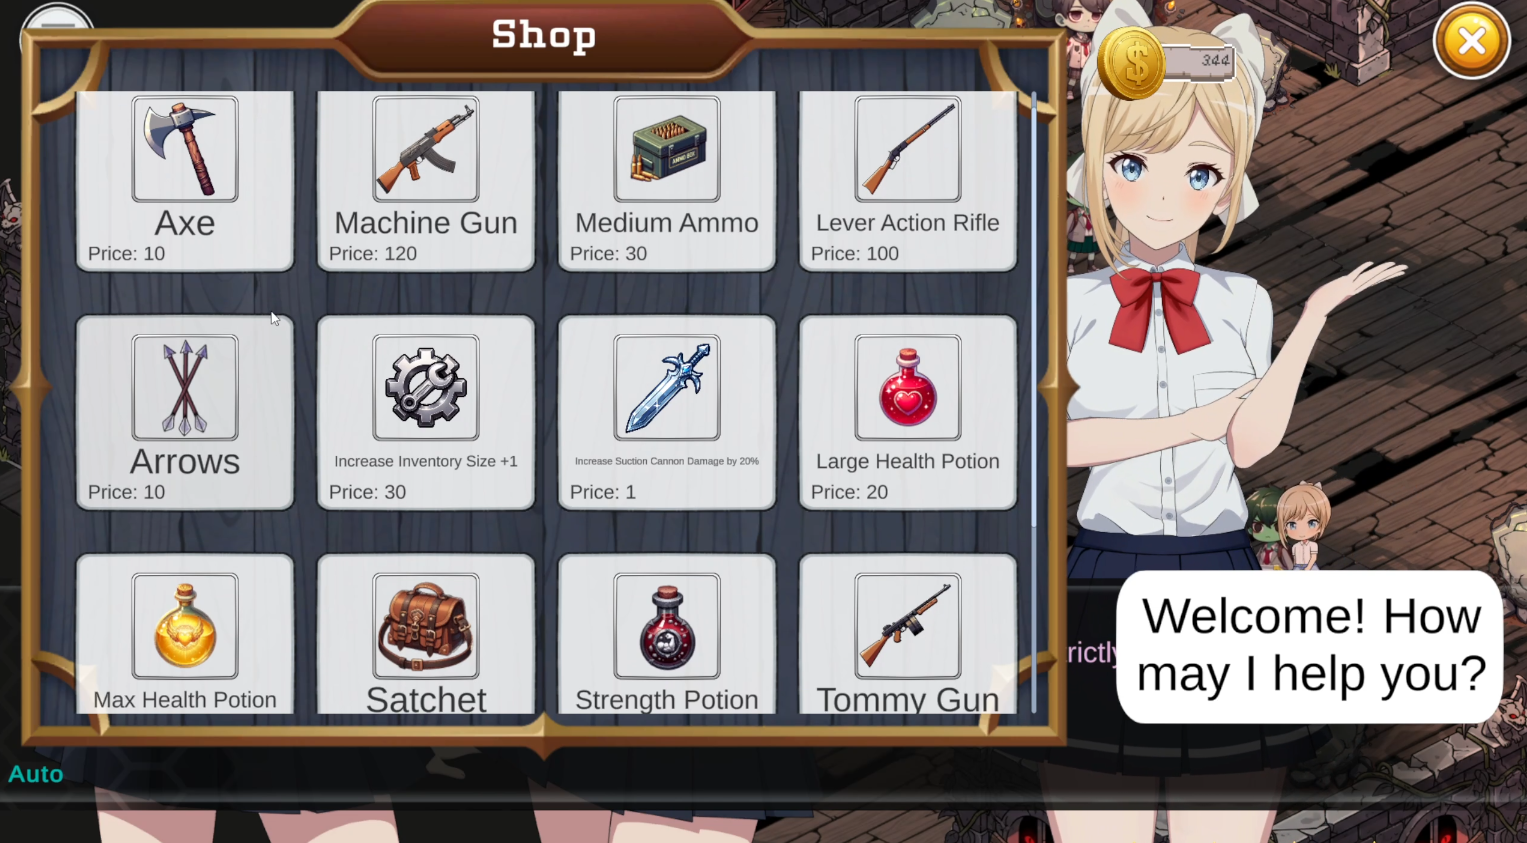 Shop
344
Axe
Price: 10
Machine Gun
Price: 120
AMMO BOX
Medium Ammo
Price: 30
Lever Action Rifle
Price: 100
Arrows
Price: 10
Increase Inventory Size +1
Price: 30
Increase Suction Cannon Damage by 20%
Price: 1
Large Health Potion
Price: 20
Max Health Potion
Satchet
Strength Potion
Tommy Gun
Welcome! How
may I help you?
Auto